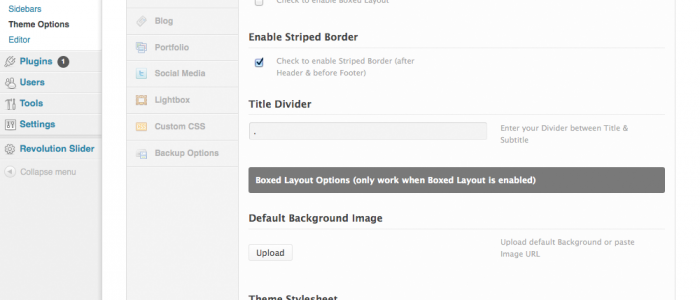 Sidebars
Theme Options
Editor
Plugins 1
Users
Tools
Settings
Revolution Slider
Collapse menu
Blog
Portfolio
Social Media
Lightbox
Custom CSS
Backup Options
Check to enable Boxed Layout
Enable Striped Border
Check to enable Striped Border (after
Header & before Footer)
Title Divider
.
Enter your Divider between Title &
Subtitle
Boxed Layout Options (only work when Boxed Layout is enabled)
Default Background Image
Upload
Upload default Background or paste
Image URL
Theme Stylesheet